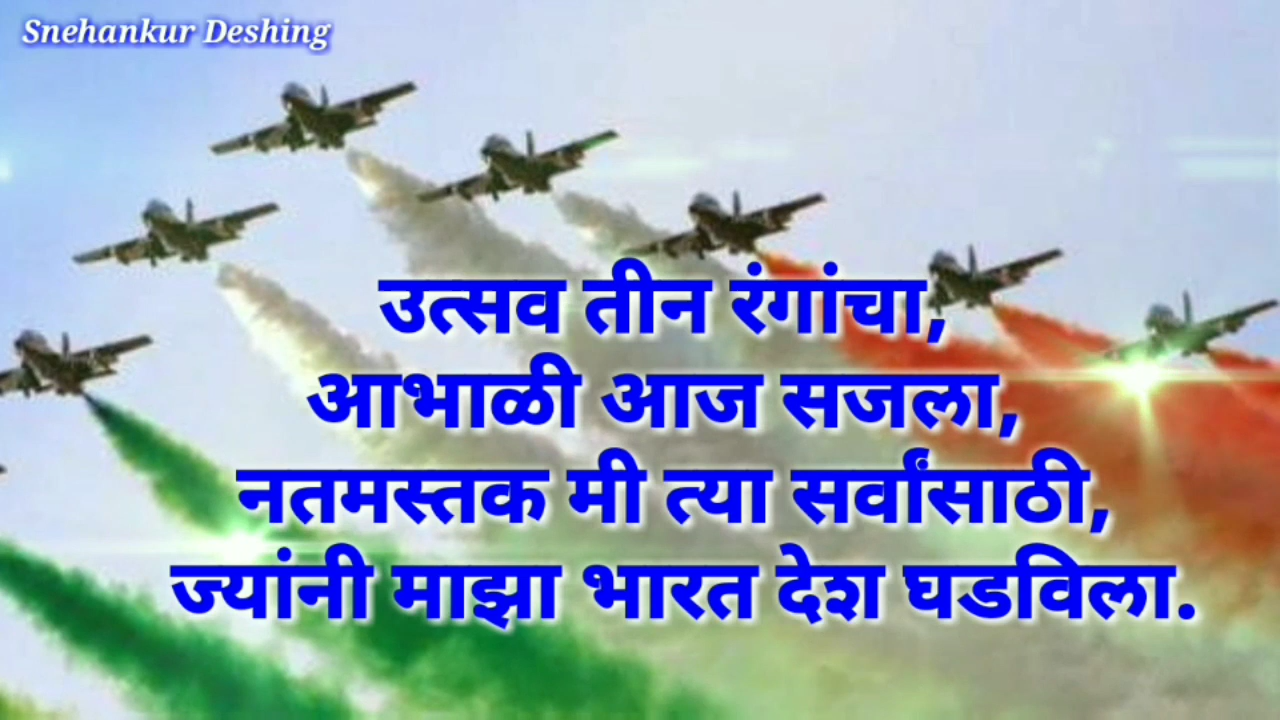 Snehankur Deshing
उत्सव तीन रंगांचा,
आभाळी आज सजला,
नतमस्तक मी त्या सर्वांसाठी,
ज्यांनी माझा भारत देश घडविला.